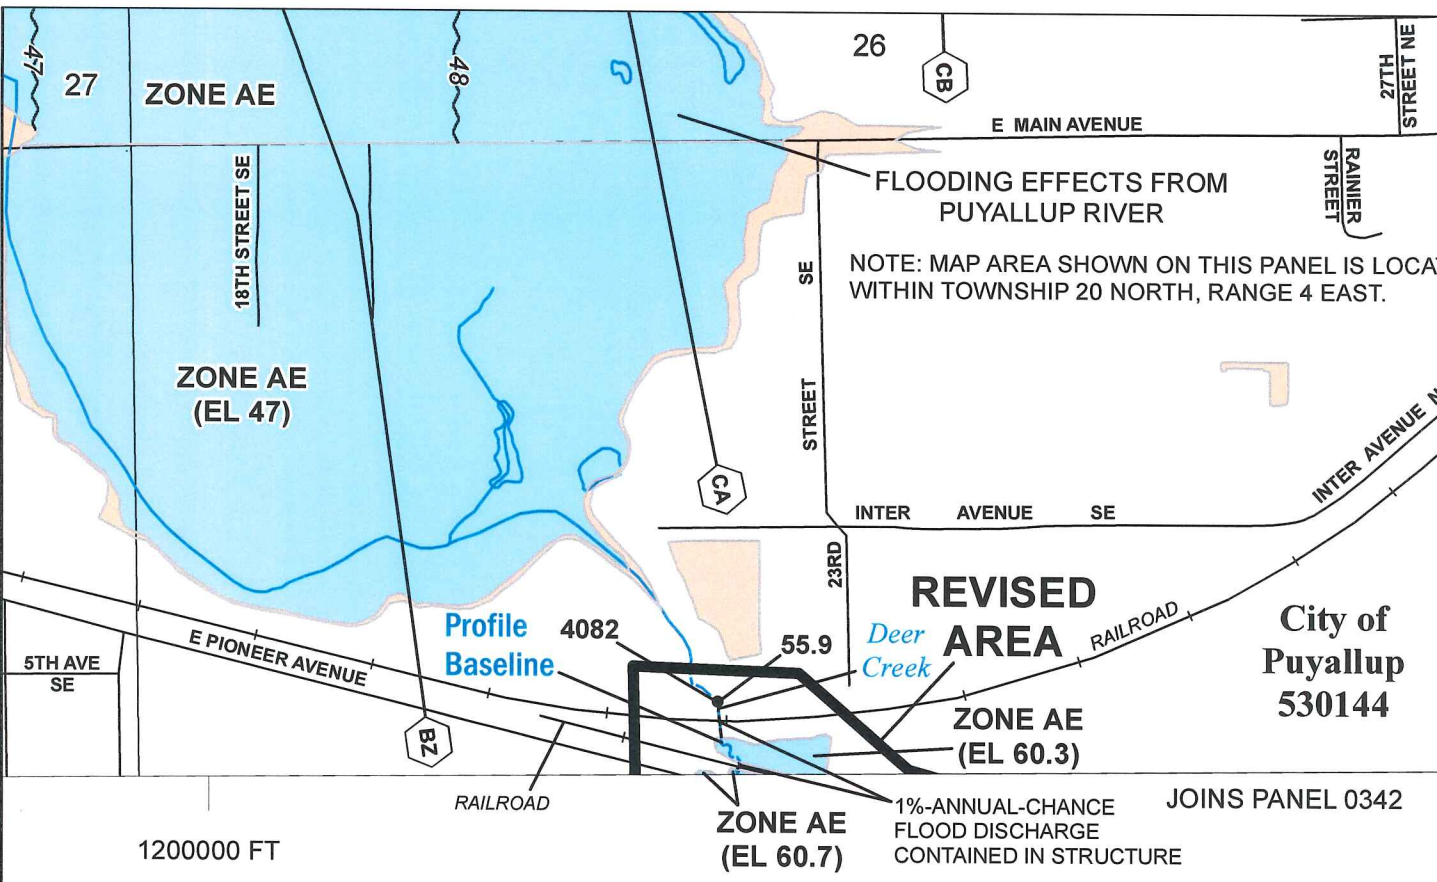 47
27
ZONE AE
48
26
CB
27TH
STREET NE
E MAIN AVENUE
18TH STREET SE
FLOODING EFFECTS FROM
PUYALLUP RIVER
RAINIER
STREET
NOTE: MAP AREA SHOWN ON THIS PANEL IS LOCAT
WITHIN TOWNSHIP 20 NORTH, RANGE 4 EAST.
SE
STREET
23RD
ZONE AE
(EL 47)
CA
INTER AVENUE SE
INTER AVENUE N
REVISED
AREA
RAILROAD
City of
Puyallup
530144
Profile
Baseline
4082
55.9
Deer
Creek
E PIONEER AVENUE
5TH AVE
SE
BZ
ZONE AE
(EL 60.3)
RAILROAD
ZONE AE
(EL 60.7)
1%-ANNUAL-CHANCE
FLOOD DISCHARGE
CONTAINED IN STRUCTURE
JOINS PANEL 0342
1200000 FT